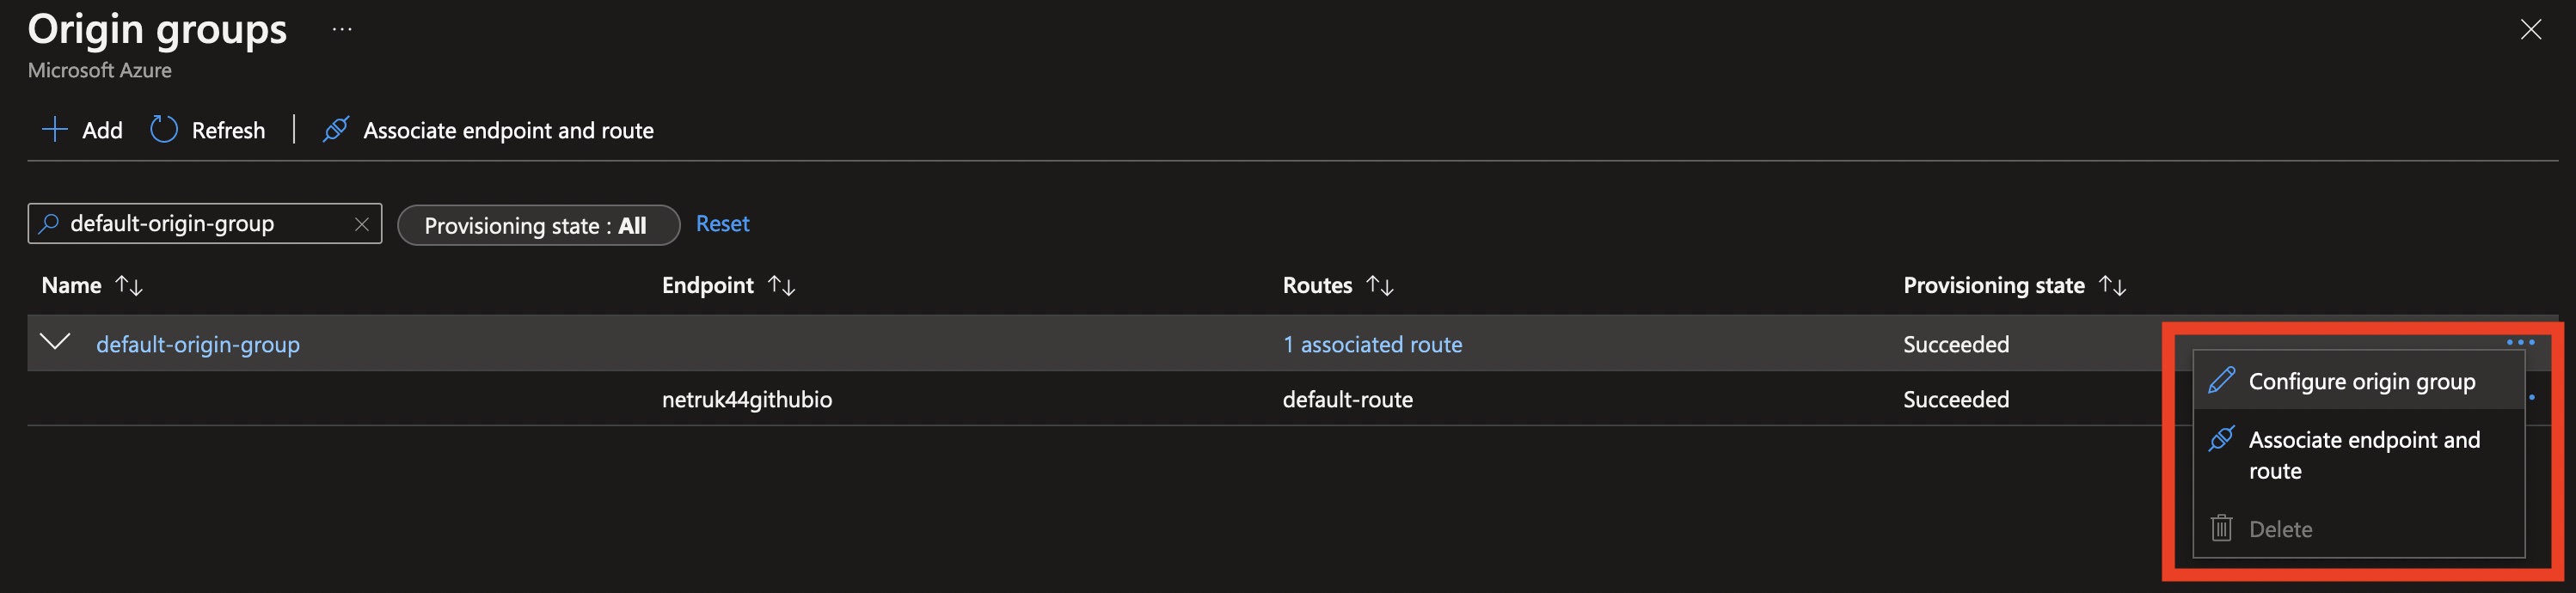 Origin groups ...
Microsoft Azure
Add Refresh Associate endpoint and route
default-origin-group Provisioning state : All Reset
Name Endpoint Routes Provisioning state
default-origin-group 1 associated route Succeeded
netruk44githubio default-route Succeeded
Configure origin group
Associate endpoint and
route
Delete